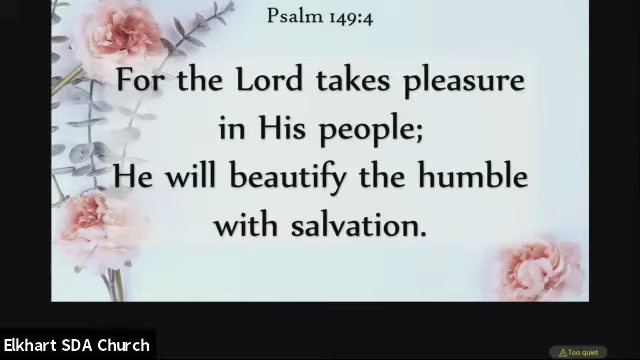 Psalm 149:4
For the Lord takes pleasure
in His people;
He will beautify the humble
with salvation.
Elkhart SDA Church
Too quiet